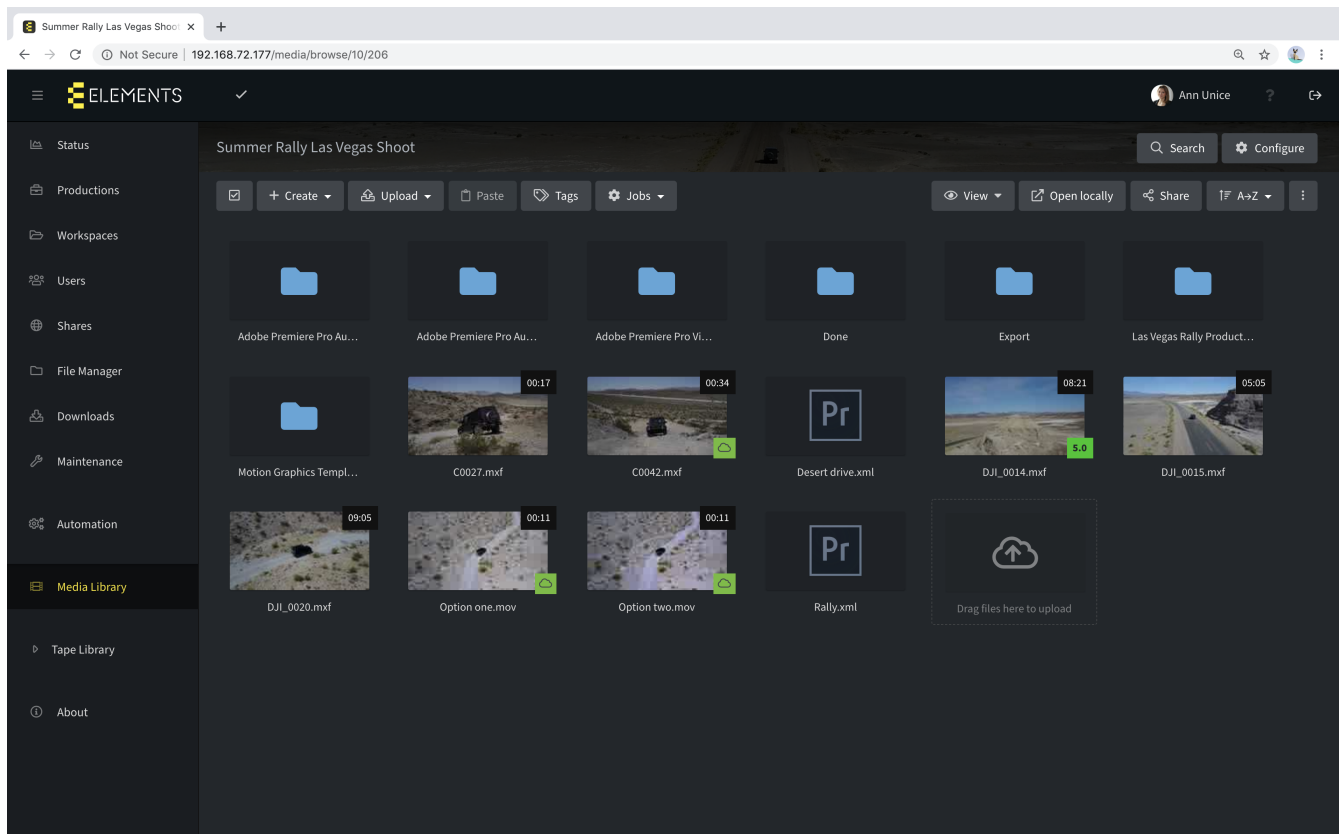 Summer Rally Las Vegas Shoot
Not Secure | 192.168.72.177/media/browse/10/206
ELEMENTS
Ann Unice ?
Status
Productions
Workspaces
Users
Shares
File Manager
Downloads
Maintenance
Automation
Media Library
Tape Library
About
Summer Rally Las Vegas Shoot
Search Configure
+ Create Upload Paste Tags Jobs View Open locally Share A→Z
Adobe Premiere Pro Au… Adobe Premiere Pro Au… Adobe Premiere Pro Vi… Done Export Las Vegas Rally Product…
00:17 00:34 Pr 08:21 5.0 05:05
Motion Graphics Templ… C0027.mxf C0042.mxf Desert drive.xml DJI_0014.mxf DJI_0015.mxf
09:05 00:11 00:11 Pr
DJI_0020.mxf Option one.mov Option two.mov Rally.xml Drag files here to upload